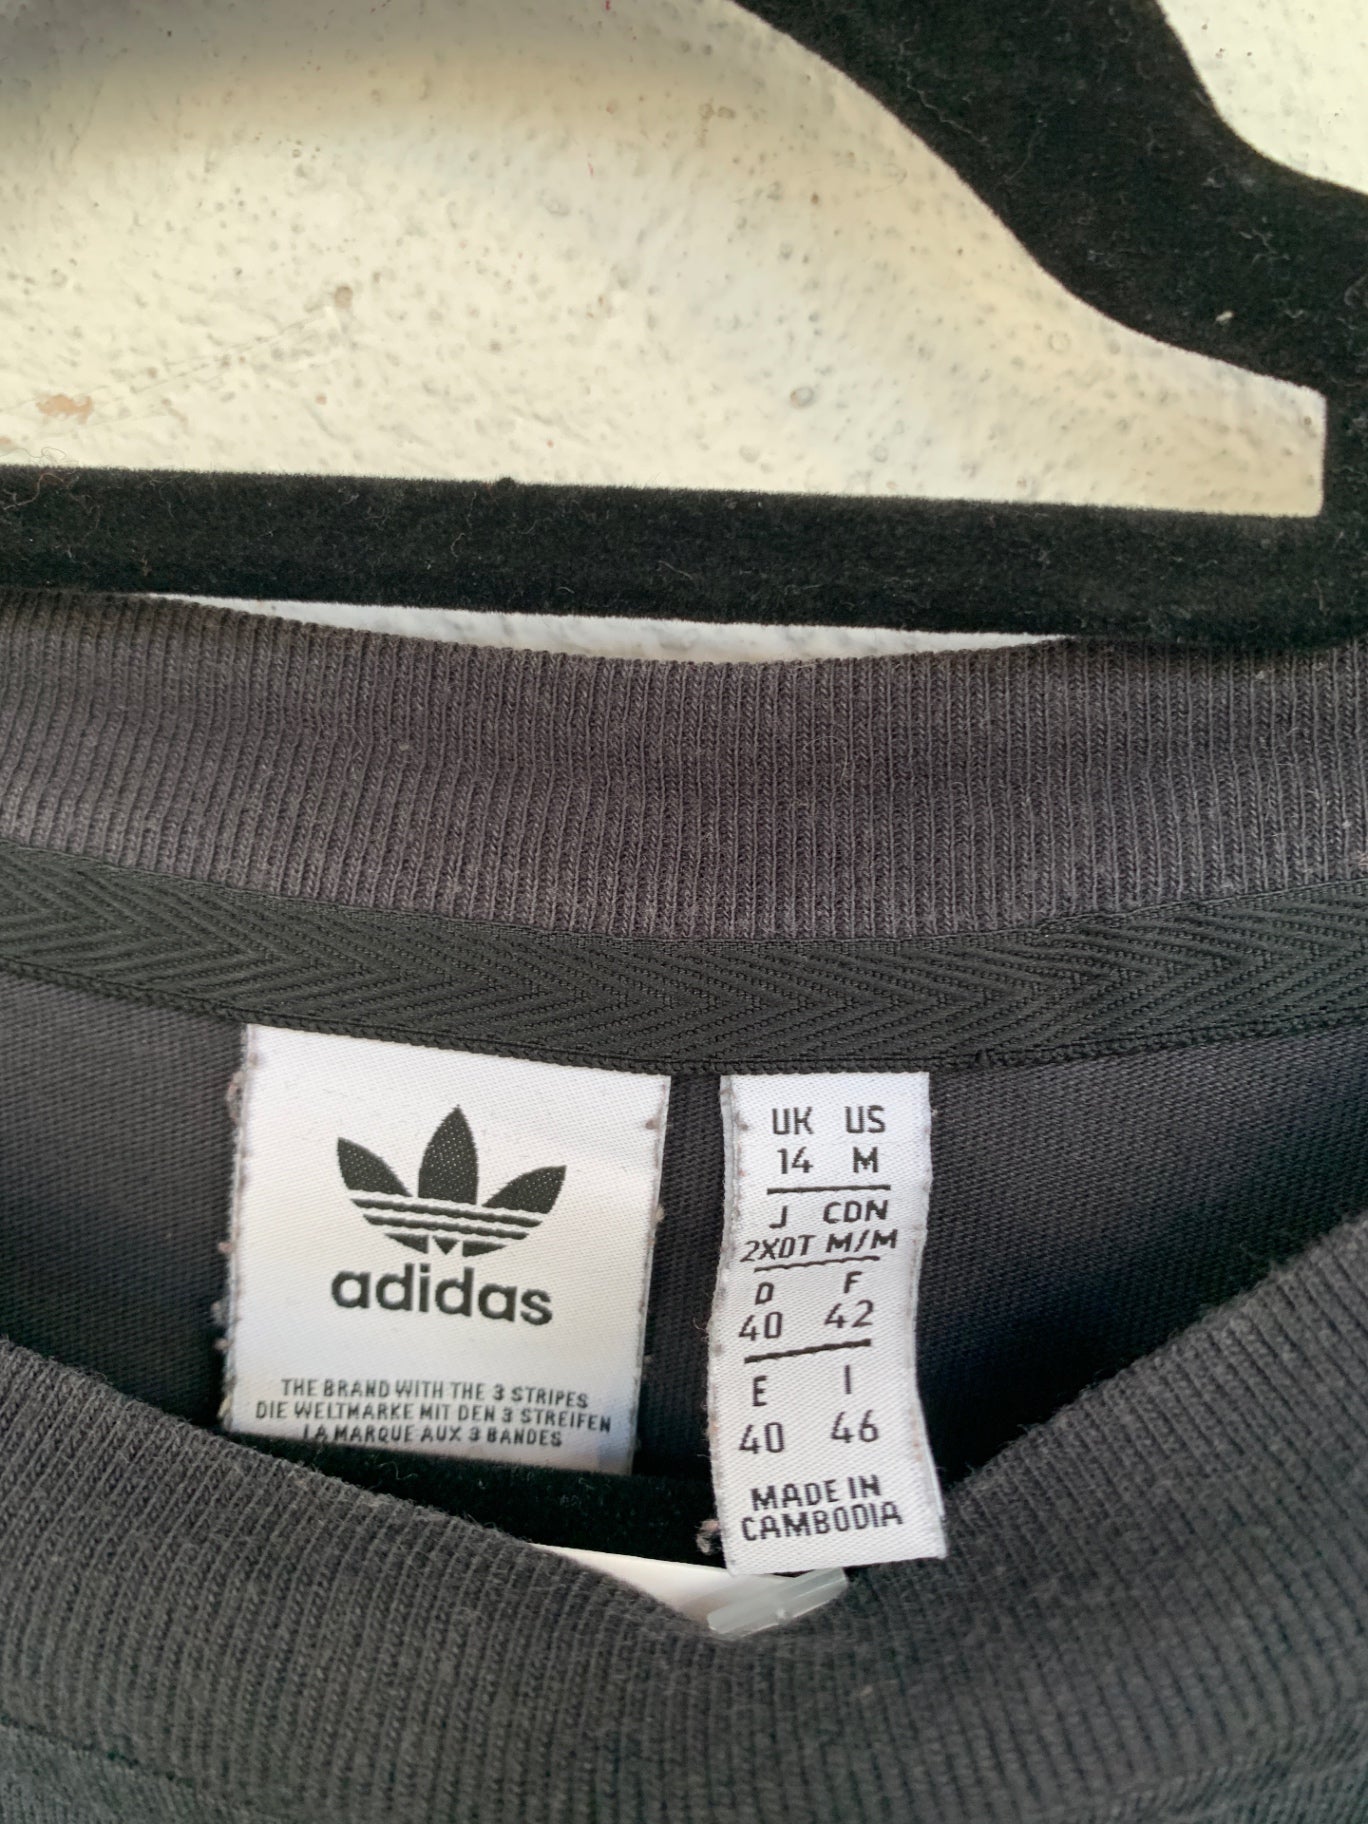 adidas
THE BRAND WITH THE 3 STRIPES
DIE WELTMARKE MIT DEN 3 STREIFEN
LA MARQUE AUX 3 BANDES
UK US
14 M
J CDN
2XOT M/M
D F
40 42
E I
40 46
MADE IN
CAMBODIA